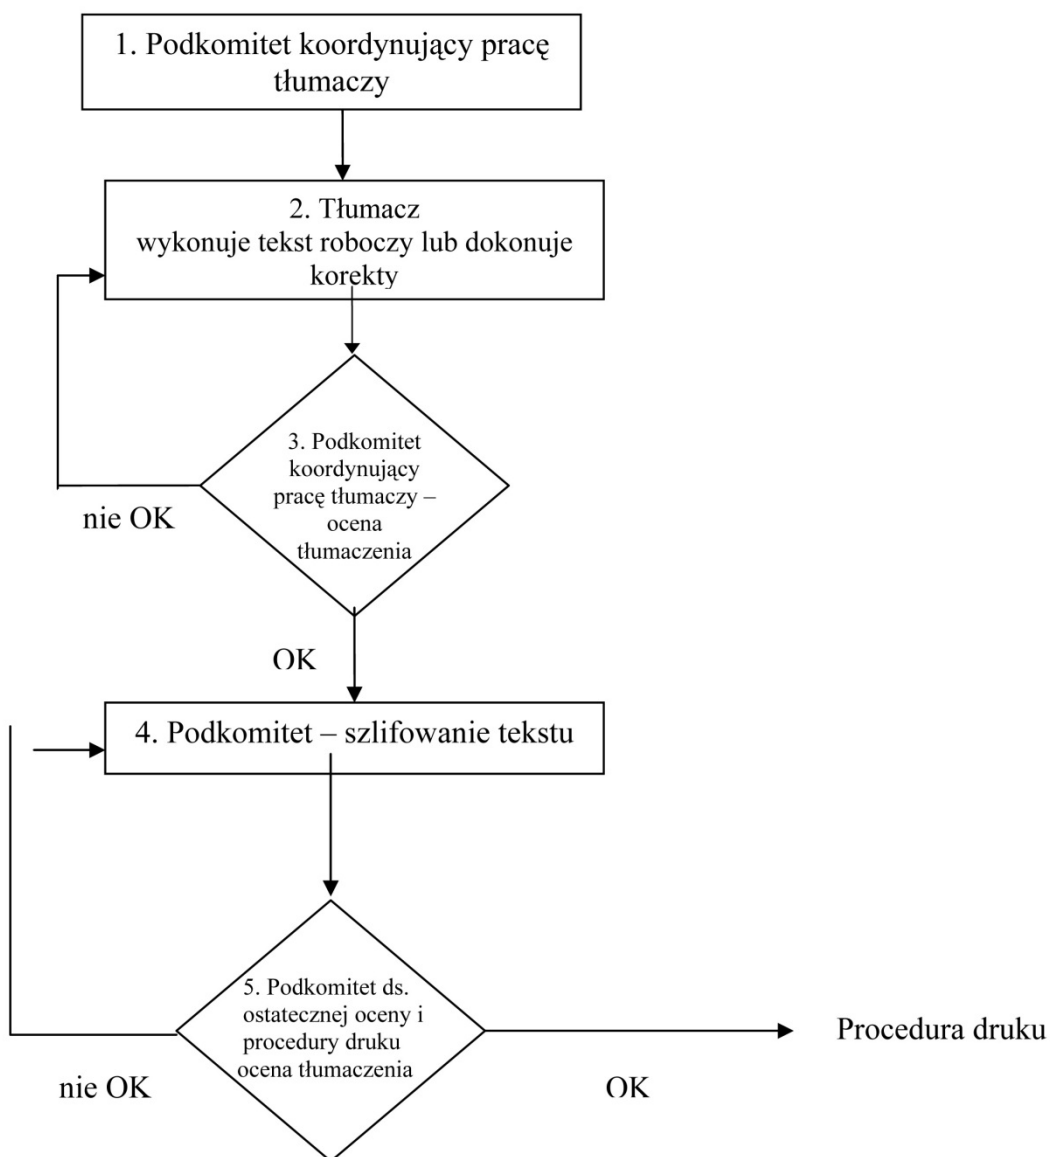 1. Podkomitet koordynujący pracę
tłumaczy
2. Tłumacz
wykonuje tekst roboczy lub dokonuje
korekty
3. Podkomitet
koordynujący
pracę tłumaczy –
ocena
tłumaczenia
nie OK
OK
4. Podkomitet – szlifowanie tekstu
5. Podkomitet ds.
ostatecznej oceny i
procedury druku
ocena tłumaczenia
Procedura druku
nie OK
OK